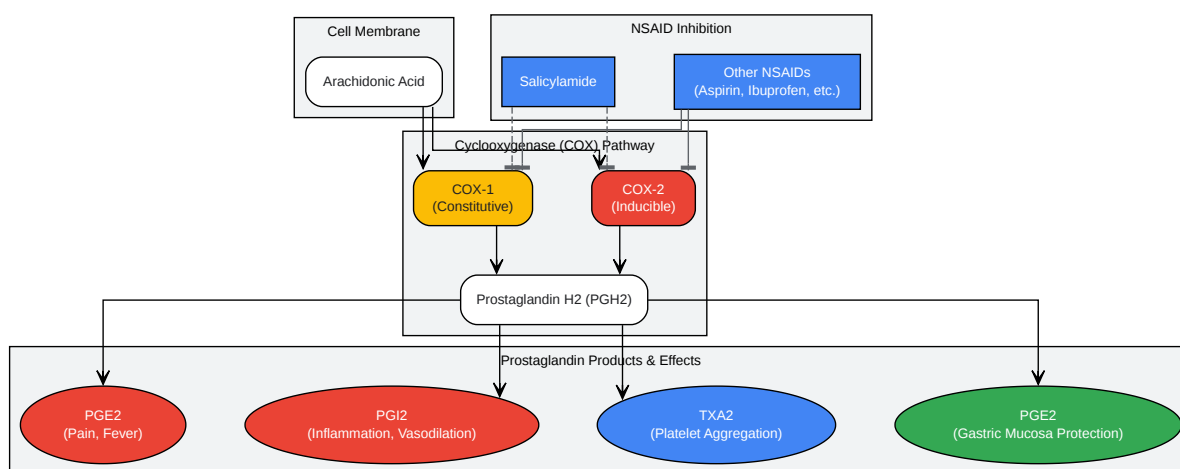 Cell Membrane
Arachidonic Acid
NSAID Inhibition
Salicylamide
Other NSAIDs
(Aspirin, Ibuprofen, etc.)
Cyclooxygenase (COX) Pathway
COX-1
(Constitutive)
COX-2
(Inducible)
Prostaglandin H2 (PGH2)
Prostaglandin Products & Effects
PGE2
(Pain, Fever)
PGI2
(Inflammation, Vasodilation)
TXA2
(Platelet Aggregation)
PGE2
(Gastric Mucosa Protection)